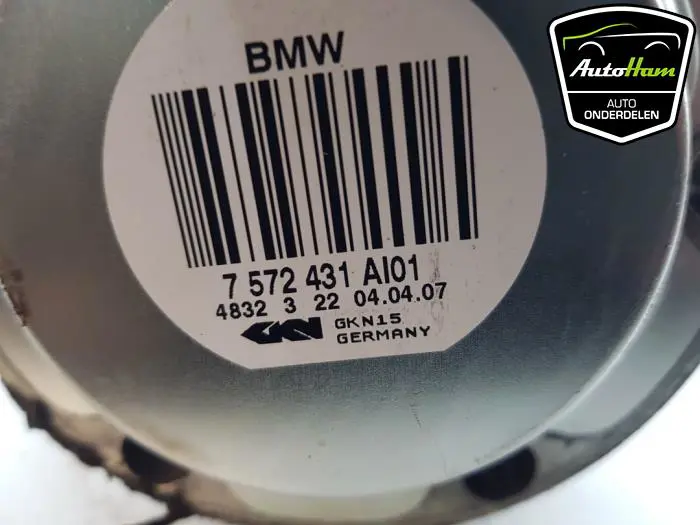 BMW
7 572 431 AI01
4832 3 22 04.04.07
GKN GKN15
GERMANY
AutoHam
AUTO
ONDERDELEN